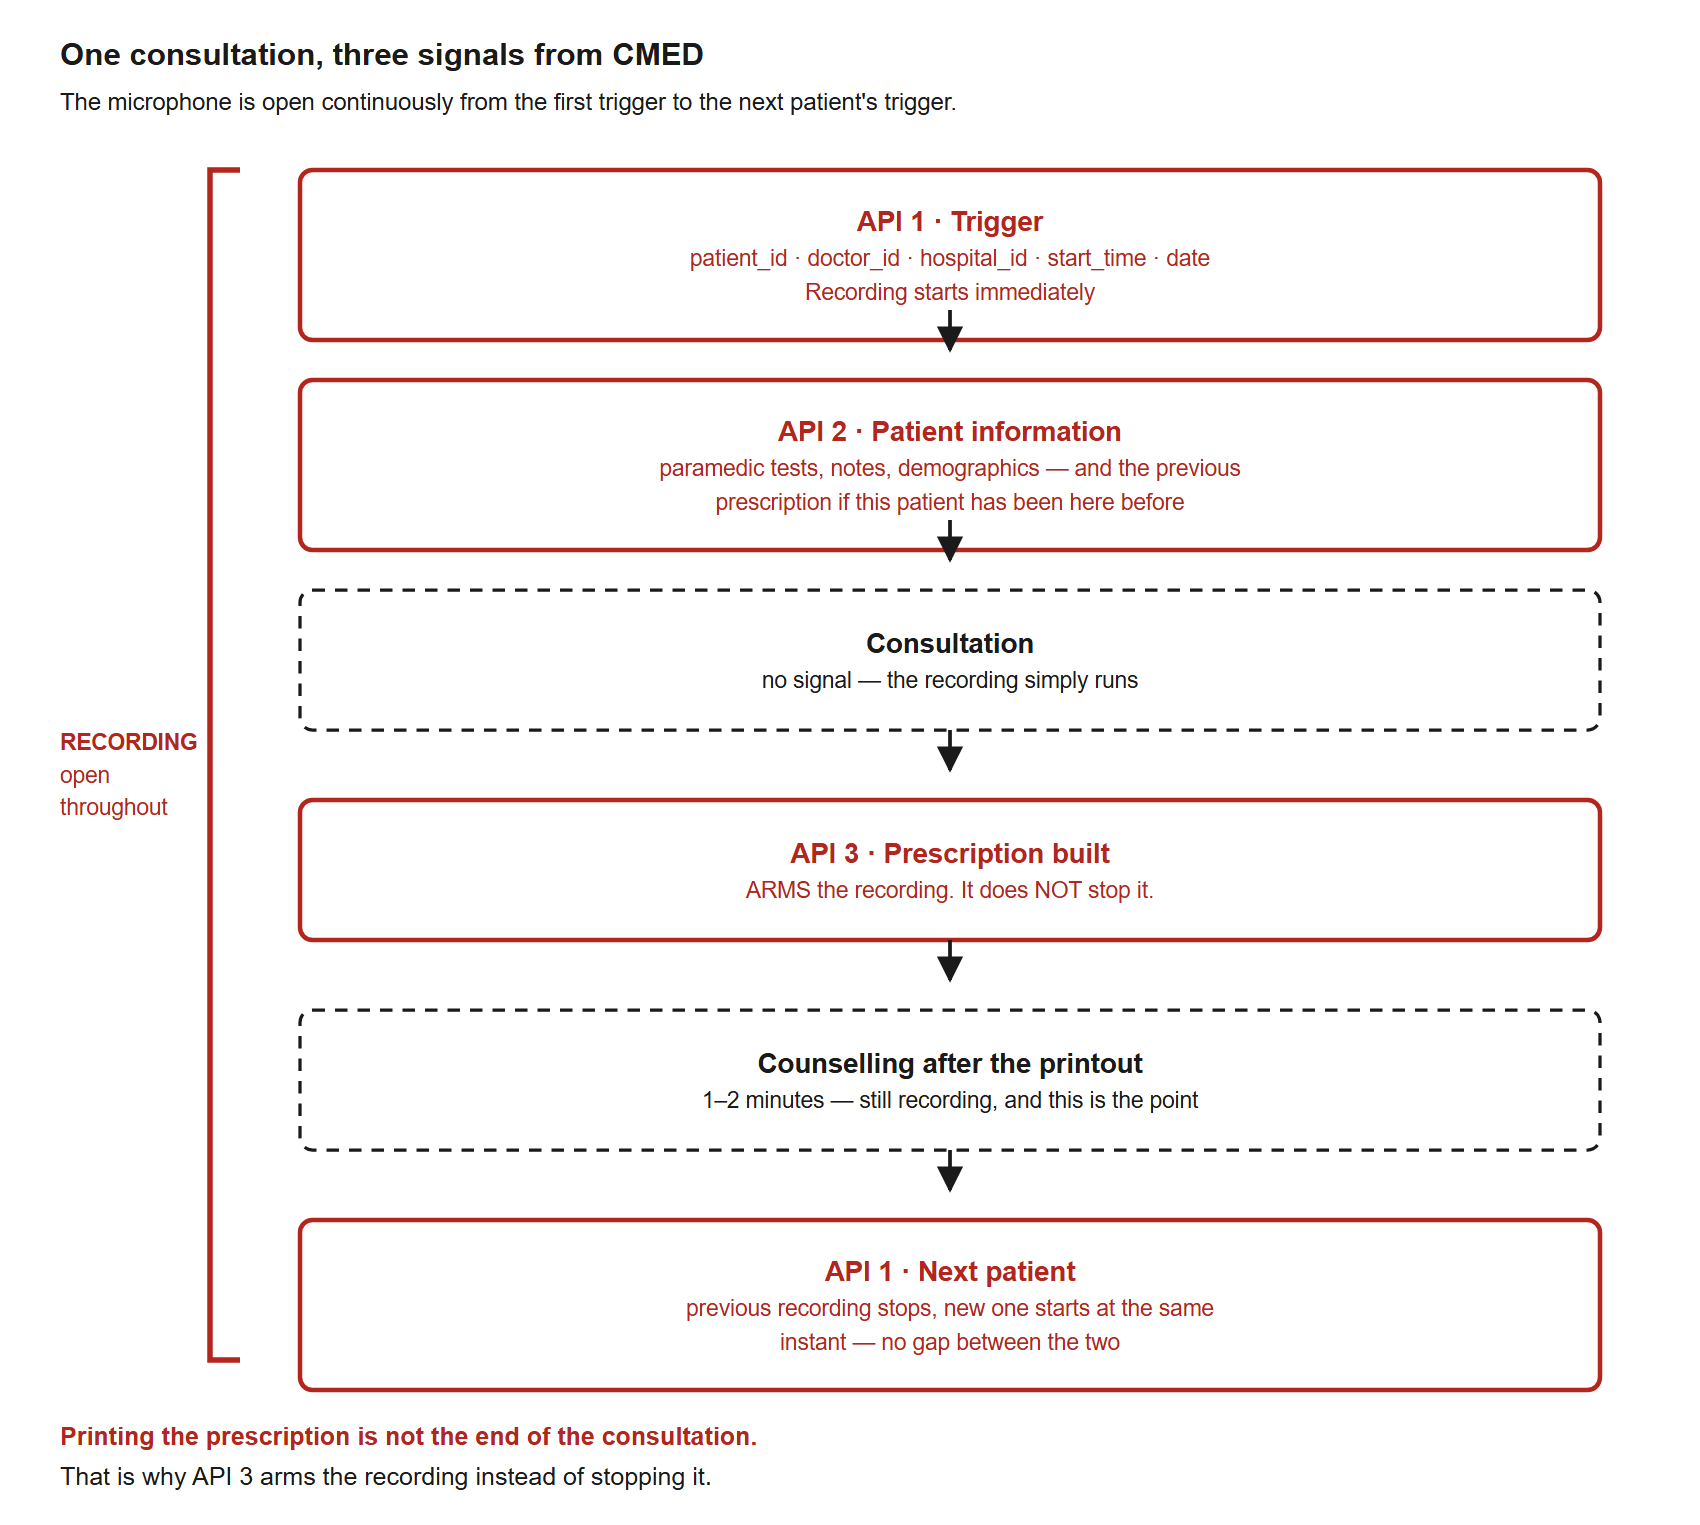 One consultation, three signals from CMED
The microphone is open continuously from the first trigger to the next patient's trigger.
API 1 · Trigger
patient_id · doctor_id · hospital_id · start_time · date
Recording starts immediately
API 2 · Patient information
paramedic tests, notes, demographics — and the previous
prescription if this patient has been here before
Consultation
no signal — the recording simply runs
RECORDING
open
throughout
API 3 · Prescription built
ARMS the recording. It does NOT stop it.
Counselling after the printout
1–2 minutes — still recording, and this is the point
API 1 · Next patient
previous recording stops, new one starts at the same
instant — no gap between the two
Printing the prescription is not the end of the consultation.
That is why API 3 arms the recording instead of stopping it.